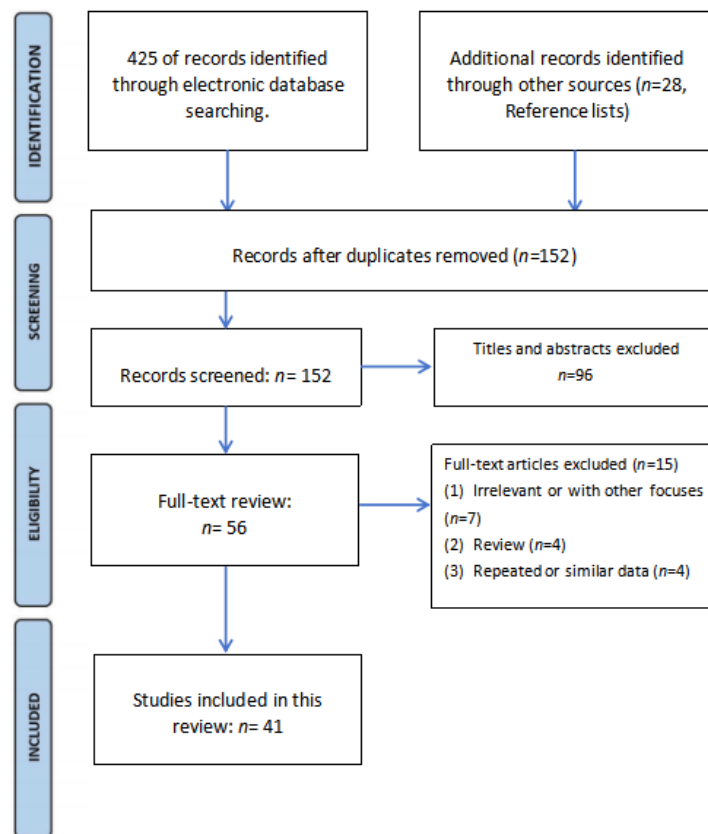 IDENTIFICATION
425 of records identified
through electronic database
searching.
Additional records identified
through other sources (n=28,
Reference lists)
SCREENING
Records after duplicates removed (n=152)
Records screened: n= 152
Titles and abstracts excluded
n=96
ELIGIBILITY
Full-text review:
n= 56
Full-text articles excluded (n=15)
(1) Irrelevant or with other focuses
(n=7)
(2) Review (n=4)
(3) Repeated or similar data (n=4)
INCLUDED
Studies included in this
review: n= 41